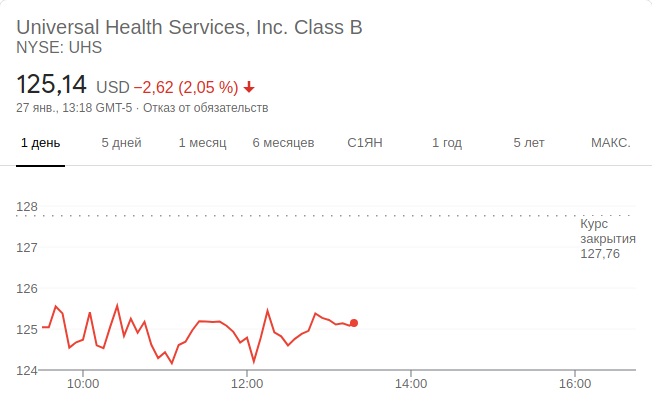 Universal Health Services, Inc. Class B
NYSE: UHS
125,14 USD −2,62 (2,05 %) ↓
27 янв., 13:18 GMT-5 · Отказ от обязательств
1 день 5 дней 1 месяц 6 месяцев С1ЯН 1 год 5 лет МАКС.
128
Курс
закрытия
127,76
127
126
125
124
10:00 12:00 14:00 16:00